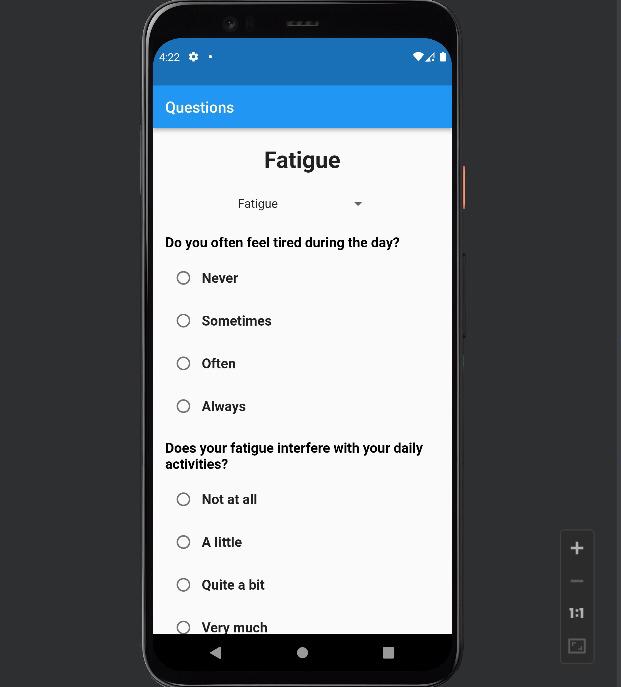 4:22
Questions
Fatigue
Fatigue
Do you often feel tired during the day?
Never
Sometimes
Often
Always
Does your fatigue interfere with your daily
activities?
Not at all
A little
Quite a bit
Very much
1:1